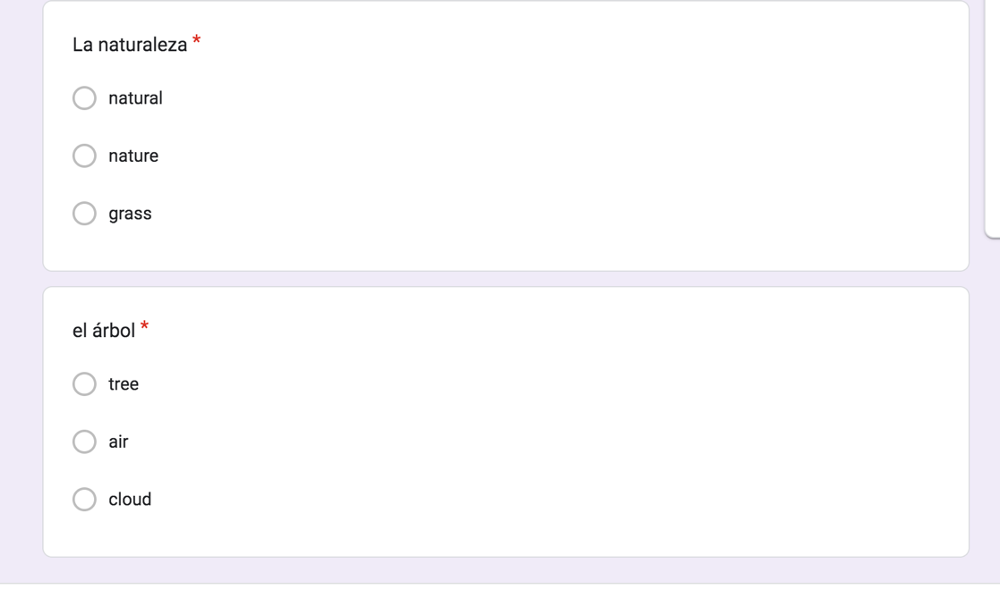 La naturaleza *
natural
nature
grass
el árbol *
tree
air
cloud